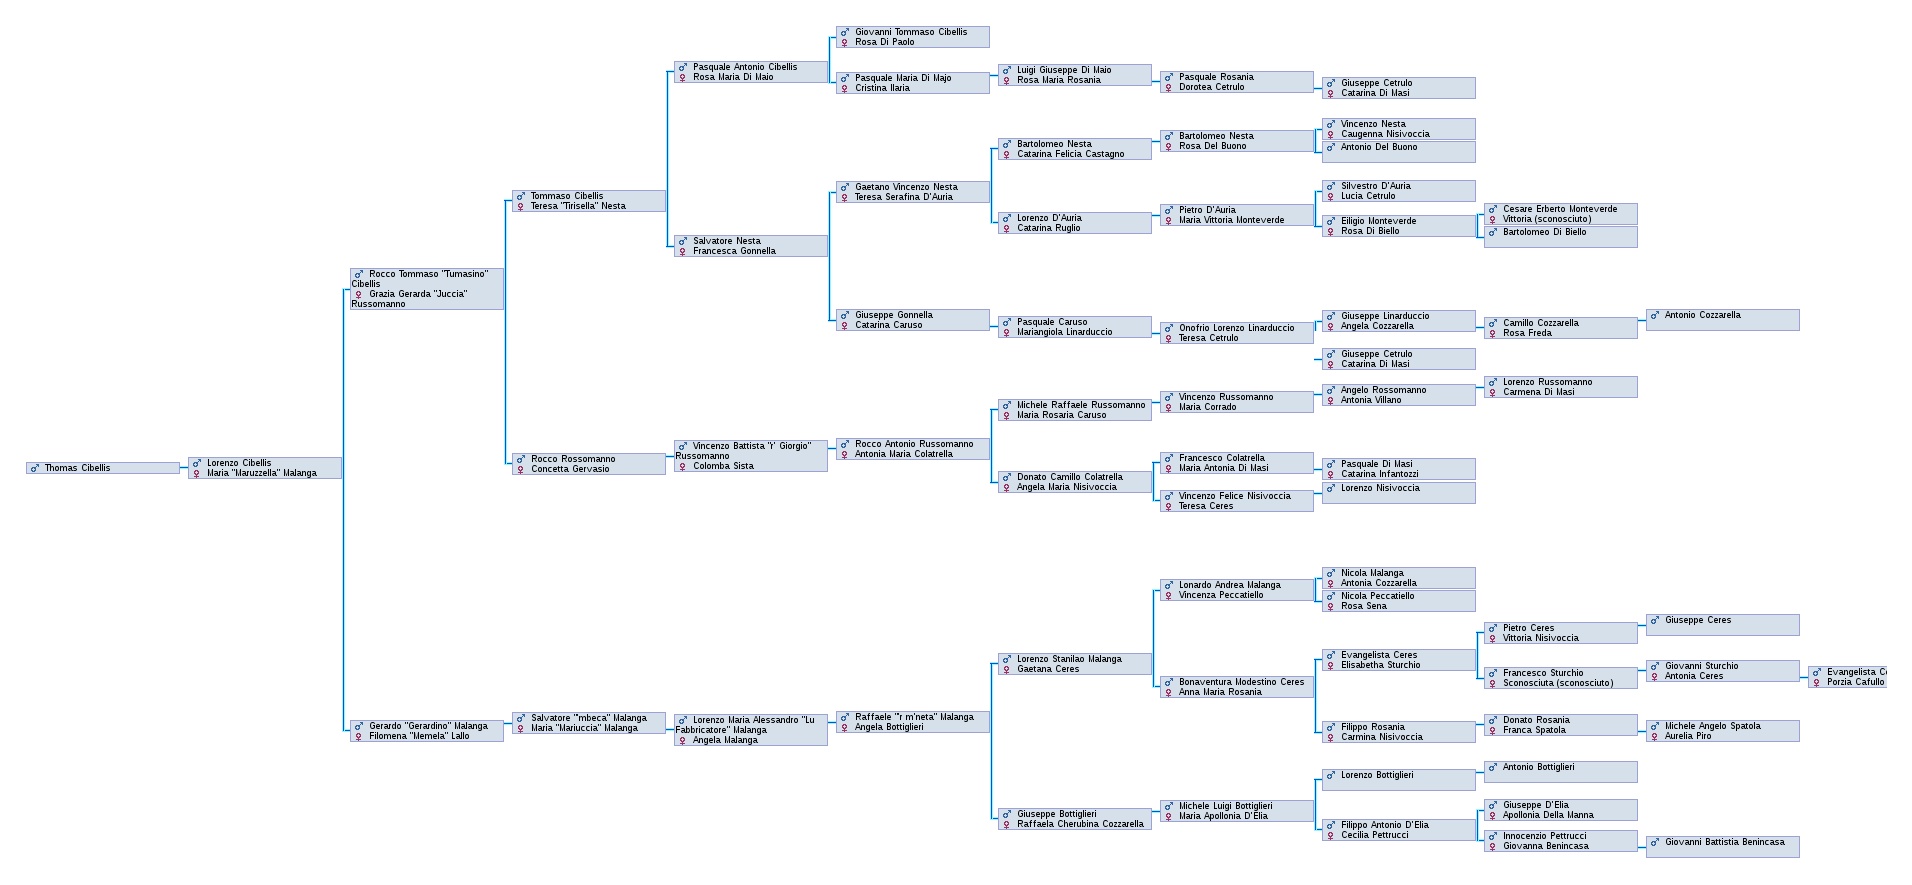 Thomas Cibellis
Lorenzo Cibellis
Maria "Maruzzella" Malanga
Rocco Tommaso "Tumasino"
Cibellis
Grazia Gerarda "Juccia"
Russomanno
Gerardo "Gerardino" Malanga
Filomena "Memela" Lallo
Tommaso Cibellis
Teresa "Tirisella" Nesta
Rocco Rossomanno
Concetta Gervasio
Salvatore "'mbeca" Malanga
Maria "Mariuccia" Malanga
Pasquale Antonio Cibellis
Rosa Maria Di Maio
Salvatore Nesta
Francesca Gonnella
Vincenzo Battista "r' Giorgio"
Russomanno
Colomba Sista
Lorenzo Maria Alessandro "Lu
Fabbricatore" Malanga
Angela Malanga
Giovanni Tommaso Cibellis
Rosa Di Paolo
Pasquale Maria Di Majo
Cristina Ilaria
Gaetano Vincenzo Nesta
Teresa Serafina D'Auria
Giuseppe Gonnella
Catarina Caruso
Rocco Antonio Russomanno
Antonia Maria Colatrella
Raffaele "'r m'neta" Malanga
Angela Bottiglieri
Luigi Giuseppe Di Maio
Rosa Maria Rosania
Bartolomeo Nesta
Catarina Felicia Castagno
Lorenzo D'Auria
Catarina Ruglio
Pasquale Caruso
Mariangiola Linarduccio
Michele Raffaele Russomanno
Maria Rosaria Caruso
Donato Camillo Colatrella
Angela Maria Nisivoccia
Lorenzo Stanilao Malanga
Gaetana Ceres
Giuseppe Bottiglieri
Raffaela Cherubina Cozzarella
Pasquale Rosania
Dorotea Cetrulo
Bartolomeo Nesta
Rosa Del Buono
Pietro D'Auria
Maria Vittoria Monteverde
Onofrio Lorenzo Linarduccio
Teresa Cetrulo
Vincenzo Russomanno
Maria Corrado
Francesco Colatrella
Maria Antonia Di Masi
Vincenzo Felice Nisivoccia
Teresa Ceres
Lonardo Andrea Malanga
Vincenza Peccatiello
Bonaventura Modestino Ceres
Anna Maria Rosania
Michele Luigi Bottiglieri
Maria Apollonia D'Elia
Giuseppe Cetrulo
Catarina Di Masi
Vincenzo Nesta
Caugenna Nisivoccia
Antonio Del Buono
Silvestro D'Auria
Lucia Cetrulo
Eiligio Monteverde
Rosa Di Biello
Giuseppe Linarduccio
Angela Cozzarella
Giuseppe Cetrulo
Catarina Di Masi
Angelo Rossomanno
Antonia Villano
Pasquale Di Masi
Catarina Infantozzi
Lorenzo Nisivoccia
Nicola Malanga
Antonia Cozzarella
Nicola Peccatiello
Rosa Sena
Evangelista Ceres
Elisabetha Sturchio
Filippo Rosania
Carmina Nisivoccia
Lorenzo Bottiglieri
Filippo Antonio D'Elia
Cecilia Pettrucci
Cesare Erberto Monteverde
Vittoria (sconosciuto)
Bartolomeo Di Biello
Camillo Cozzarella
Rosa Freda
Lorenzo Russomanno
Carmena Di Masi
Pietro Ceres
Vittoria Nisivoccia
Francesco Sturchio
Sconosciuta (sconosciuto)
Donato Rosania
Franca Spatola
Antonio Bottiglieri
Giuseppe D'Elia
Apollonia Della Manna
Innocenzio Pettrucci
Giovanna Benincasa
Antonio Cozzarella
Giuseppe Ceres
Giovanni Sturchio
Antonia Ceres
Michele Angelo Spatola
Aurelia Piro
Giovanni Battistia Benincasa
Evangelista
Porzia Cafullo